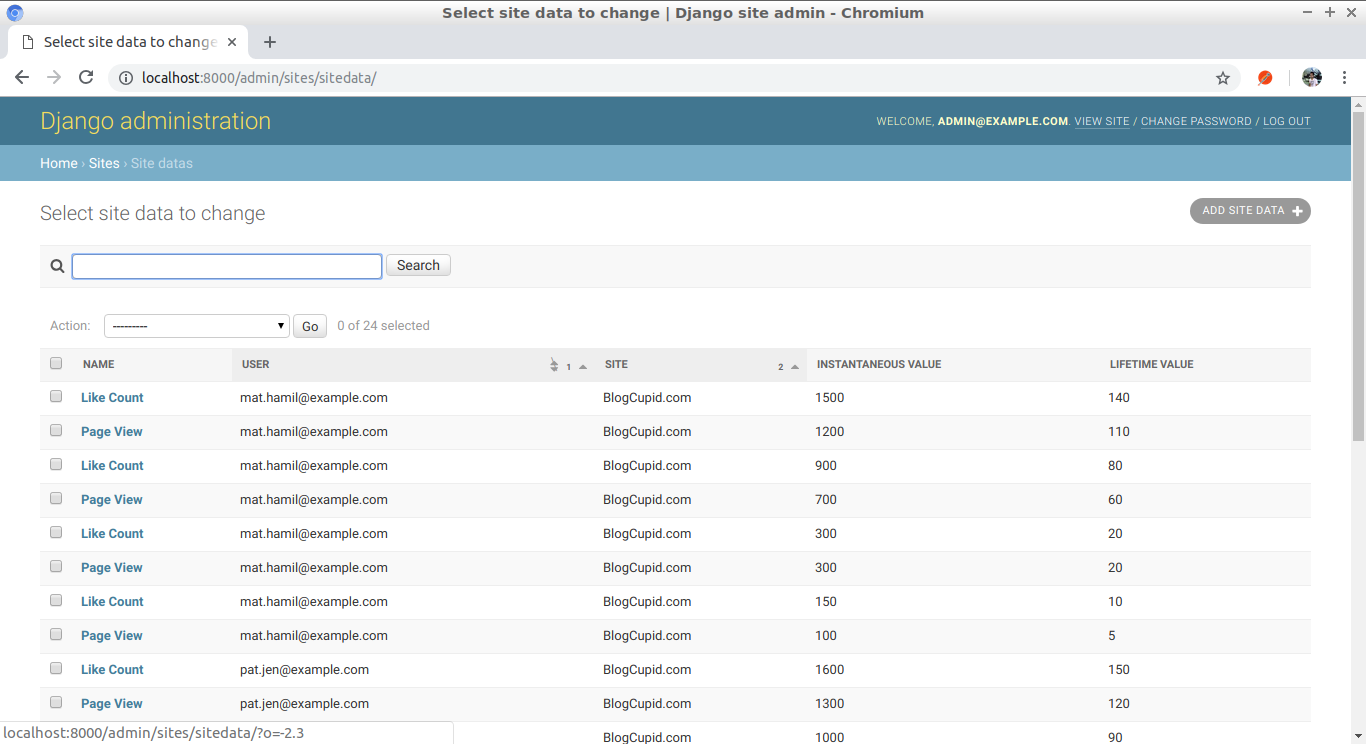 Select site data to change | Django site admin - Chromium
Select site data to change
localhost:8000/admin/sites/sitedata/
Django administration
WELCOME, ADMIN@EXAMPLE.COM. VIEW SITE / CHANGE PASSWORD / LOG OUT
Home › Sites › Site datas
Select site data to change
ADD SITE DATA
Search
Action: --------- Go 0 of 24 selected
NAME USER 1 SITE 2 INSTANTANEOUS VALUE LIFETIME VALUE
Like Count mat.hamil@example.com BlogCupid.com 1500 140
Page View mat.hamil@example.com BlogCupid.com 1200 110
Like Count mat.hamil@example.com BlogCupid.com 900 80
Page View mat.hamil@example.com BlogCupid.com 700 60
Like Count mat.hamil@example.com BlogCupid.com 300 20
Page View mat.hamil@example.com BlogCupid.com 300 20
Like Count mat.hamil@example.com BlogCupid.com 150 10
Page View mat.hamil@example.com BlogCupid.com 100 5
Like Count pat.jen@example.com BlogCupid.com 1600 150
Page View pat.jen@example.com BlogCupid.com 1300 120
BlogCupid.com 1000 90
localhost:8000/admin/sites/sitedata/?o=-2.3